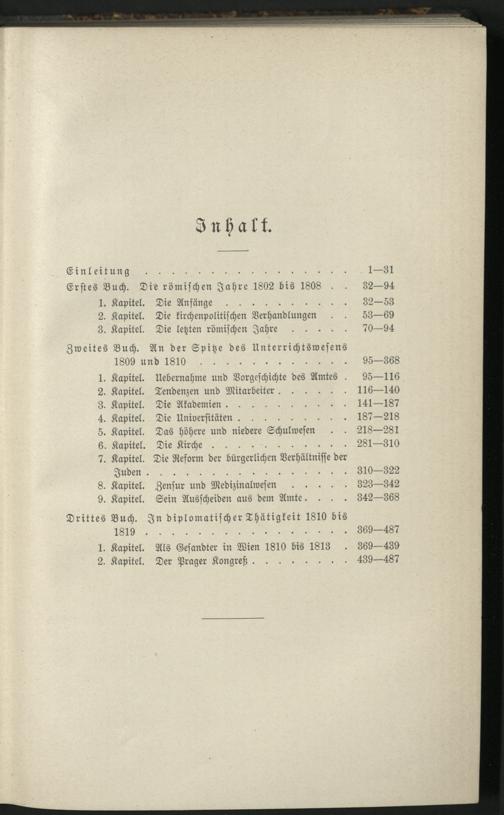 Inhalt.
Einleitung . . . . . . . . . . . . . . . . 1—31
Erstes Buch. Die römischen Jahre 1802 bis 1808 . . 32—94
1. Kapitel. Die Anfänge . . . . . . . . . . 32—53
2. Kapitel. Die kirchenpolitischen Verhandlungen . . 53—69
3. Kapitel. Die letzten römischen Jahre . . . . . 70—94
Zweites Buch. An der Spitze des Unterrichtswesens
1809 und 1810 . . . . . . . . . . . . 95—368
1. Kapitel. Uebernahme und Vorgeschichte des Amtes . 95—116
2. Kapitel. Tendenzen und Mitarbeiter . . . . . . 116—140
3. Kapitel. Die Akademien . . . . . . . . . . 141—187
4. Kapitel. Die Universitäten . . . . . . . . . 187—218
5. Kapitel. Das höhere und niedere Schulwesen . . 218—281
6. Kapitel. Die Kirche . . . . . . . . . . . 281—310
7. Kapitel. Die Reform der bürgerlichen Verhältnisse der
Juden . . . . . . . . . . . . . . . . 310—322
8. Kapitel. Zensur und Medizinalwesen . . . . . 323—342
9. Kapitel. Sein Ausscheiden aus dem Amte . . . . 342—368
Drittes Buch. In diplomatischer Thätigkeit 1810 bis
1819 . . . . . . . . . . . . . . . . 369—487
1. Kapitel. Als Gesandter in Wien 1810 bis 1813 . 369—439
2. Kapitel. Der Prager Kongreß . . . . . . . . 439—487